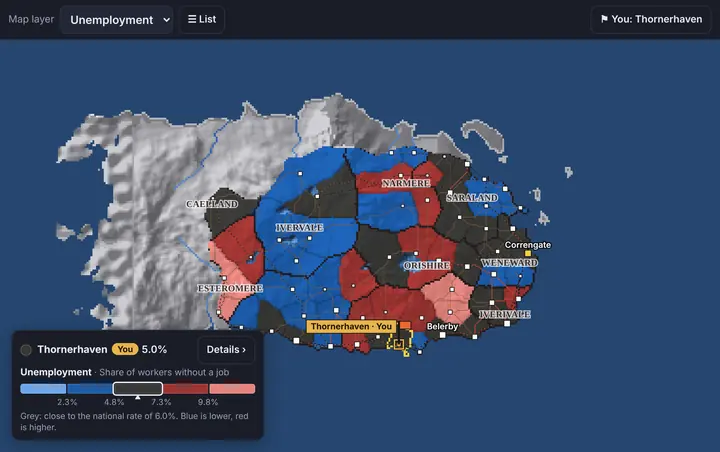 Map layer
Unemployment
List
You: Thornerhaven
NARMERE
CAELLAND
SARALAND
IVERVALE
Correngate
ORISHIRE
WENEWARD
ESTEROMERE
IVERIVALE
Thornerhaven · You
Belerby
Thornerhaven You 5.0%
Details ›
Unemployment · Share of workers without a job
2.3% 4.8% 7.3% 9.8%
Grey: close to the national rate of 6.0%. Blue is lower, red
is higher.